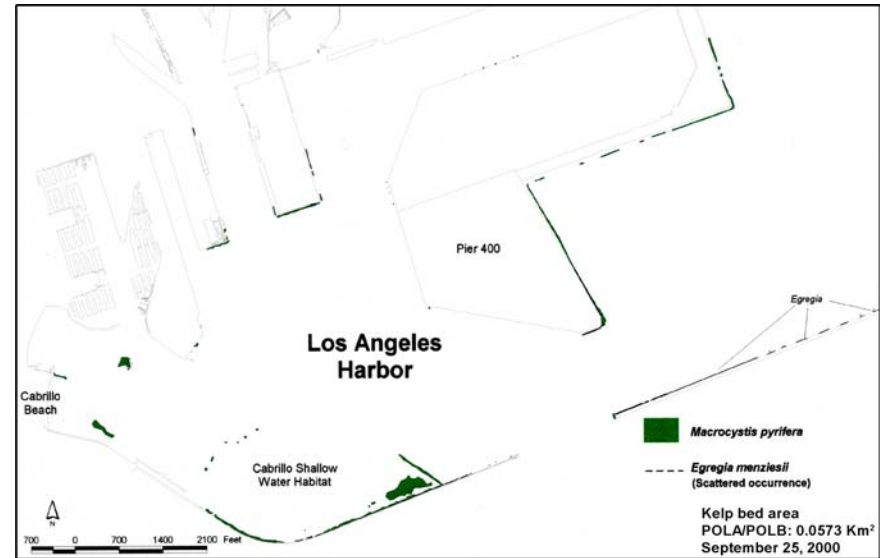 Pier 400
Egregia
Los Angeles
Harbor
Cabrillo
Beach
Macrocystis pyrifera
Cabrillo Shallow
Water Habitat
Egregia menziesii
(Scattered occurrence)
N
700 0 700 1400 2100 Feet
Kelp bed area
POLA/POLB: 0.0573 Km²
September 25, 2000